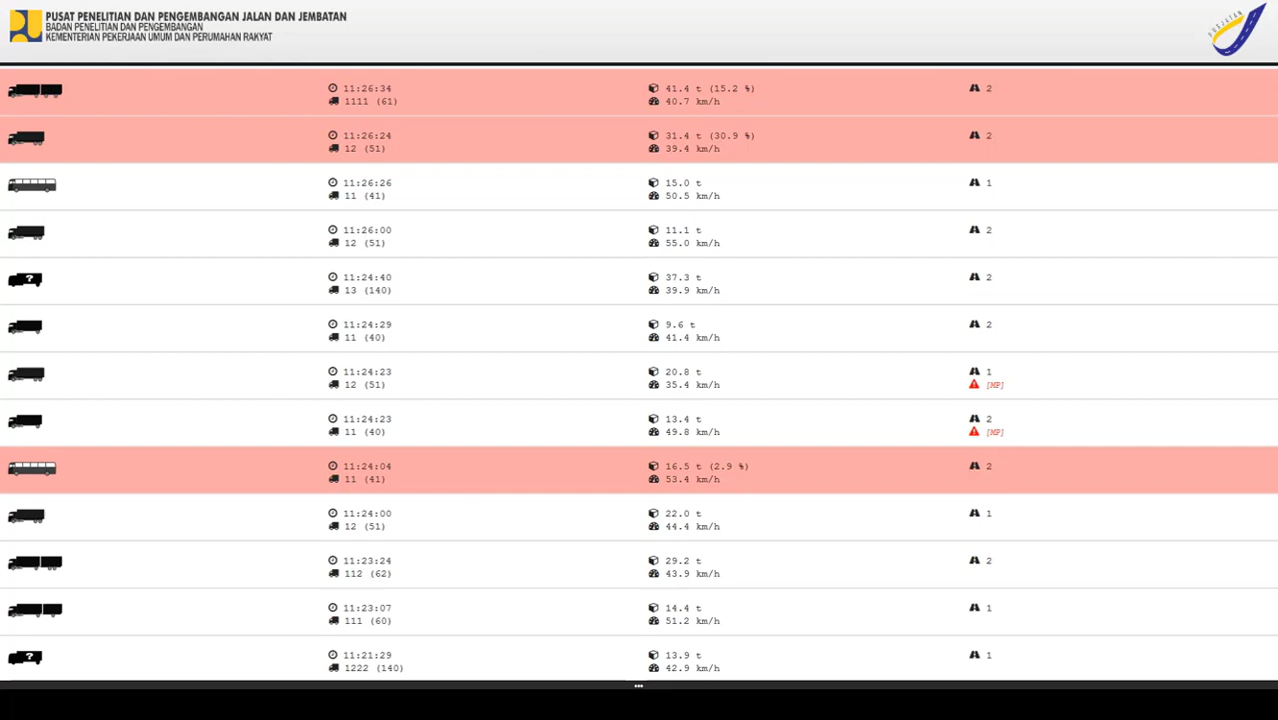 PUSAT PENELITIAN DAN PENGEMBANGAN JALAN DAN JEMBATAN
BADAN PENELITIAN DAN PENGEMBANGAN
KEMENTERIAN PEKERJAAN UMUM DAN PERUMAHAN RAKYAT
PUSJATAN
11:26:34 41.4 t (15.2 %) 2
1111 (61) 40.7 km/h
11:26:24 31.4 t (30.9 %) 2
12 (51) 39.4 km/h
11:26:26 15.0 t 1
11 (41) 50.5 km/h
11:26:00 11.1 t 2
12 (51) 55.0 km/h
?
11:24:40 37.3 t 2
13 (140) 39.9 km/h
11:24:29 9.6 t 2
11 (40) 41.4 km/h
11:24:23 20.8 t 1
12 (51) 35.4 km/h [MP]
11:24:23 13.4 t 2
11 (40) 49.8 km/h [MP]
11:24:04 16.5 t (2.9 %) 2
11 (41) 53.4 km/h
11:24:00 22.0 t 1
12 (51) 44.4 km/h
11:23:24 29.2 t 2
112 (62) 43.9 km/h
11:23:07 14.4 t 1
111 (60) 51.2 km/h
?
11:21:29 13.9 t 1
1222 (140) 42.9 km/h
...